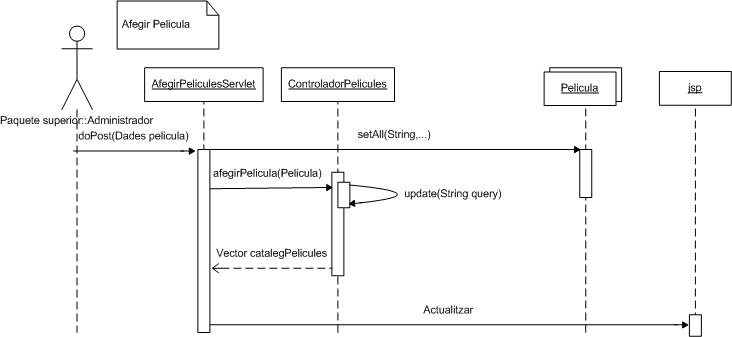 Afegir Pelicula
AfegirPeliculesServlet
ControladorPelicules
Pelicula
jsp
Paquete superior::Administrador
doPost(Dades pelicula)
setAll(String,...)
afegirPelicula(Pelicula)
update(String query)
Vector catalegPelicules
Actualitzar